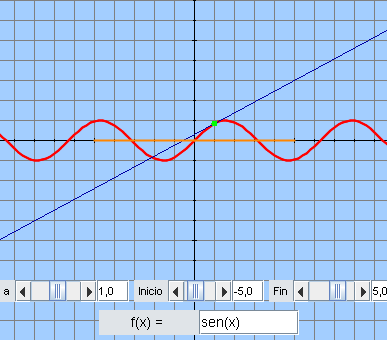 a 1,0 Inicio -5,0 Fin 5,0
f(x) = sen(x)